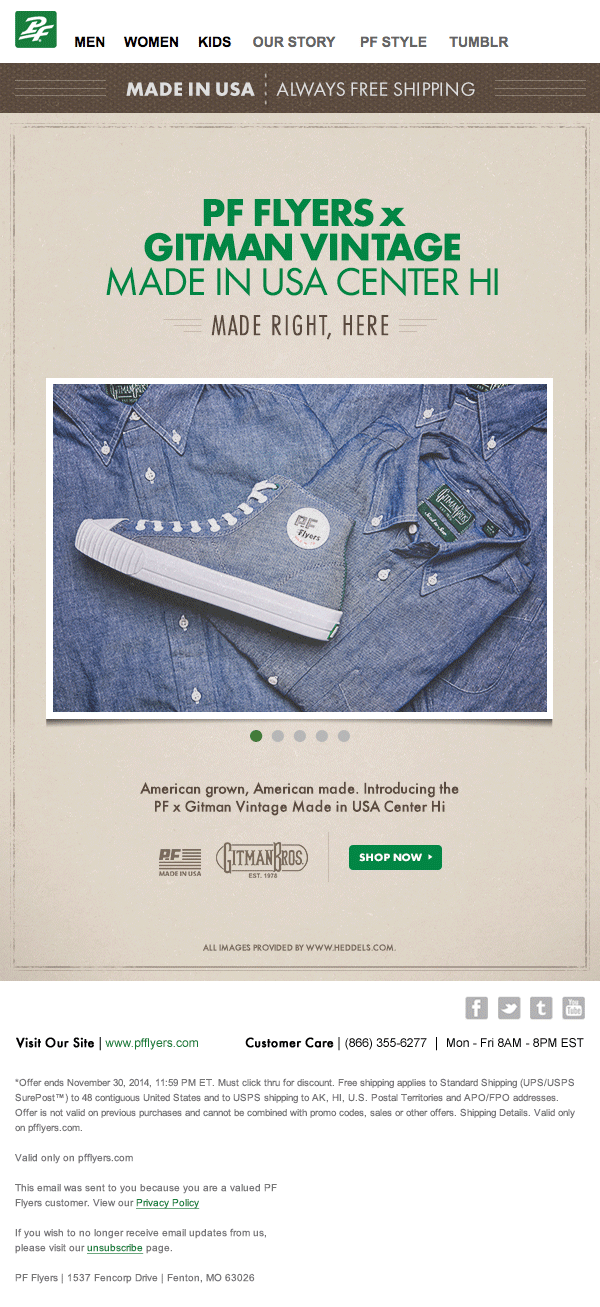 PF
MEN WOMEN KIDS OUR STORY PF STYLE TUMBLR
MADE IN USA ALWAYS FREE SHIPPING
PF FLYERS x
GITMAN VINTAGE
MADE IN USA CENTER HI
MADE RIGHT, HERE
PF
Flyers
GITMAN BROS
American grown, American made. Introducing the
PF x Gitman Vintage Made in USA Center Hi
PF
MADE IN USA
GITMAN BROS.
EST. 1978
SHOP NOW
ALL IMAGES PROVIDED BY WWW.HEDDELS.COM.
f t You Tube
Visit Our Site | www.pfflyers.com
Customer Care | (866) 355-6277 | Mon - Fri 8AM - 8PM EST
*Offer ends November 30, 2014, 11:59 PM ET. Must click thru for discount. Free shipping applies to Standard Shipping (UPS/USPS
SurePost™) to 48 contiguous United States and to USPS shipping to AK, HI, U.S. Postal Territories and APO/FPO addresses.
Offer is not valid on previous purchases and cannot be combined with promo codes, sales or other offers. Shipping Details. Valid only
on pfflyers.com.
Valid only on pfflyers.com
This email was sent to you because you are a valued PF
Flyers customer. View our Privacy Policy
If you wish to no longer receive email updates from us,
please visit our unsubscribe page.
PF Flyers | 1537 Fencorp Drive | Fenton, MO 63026